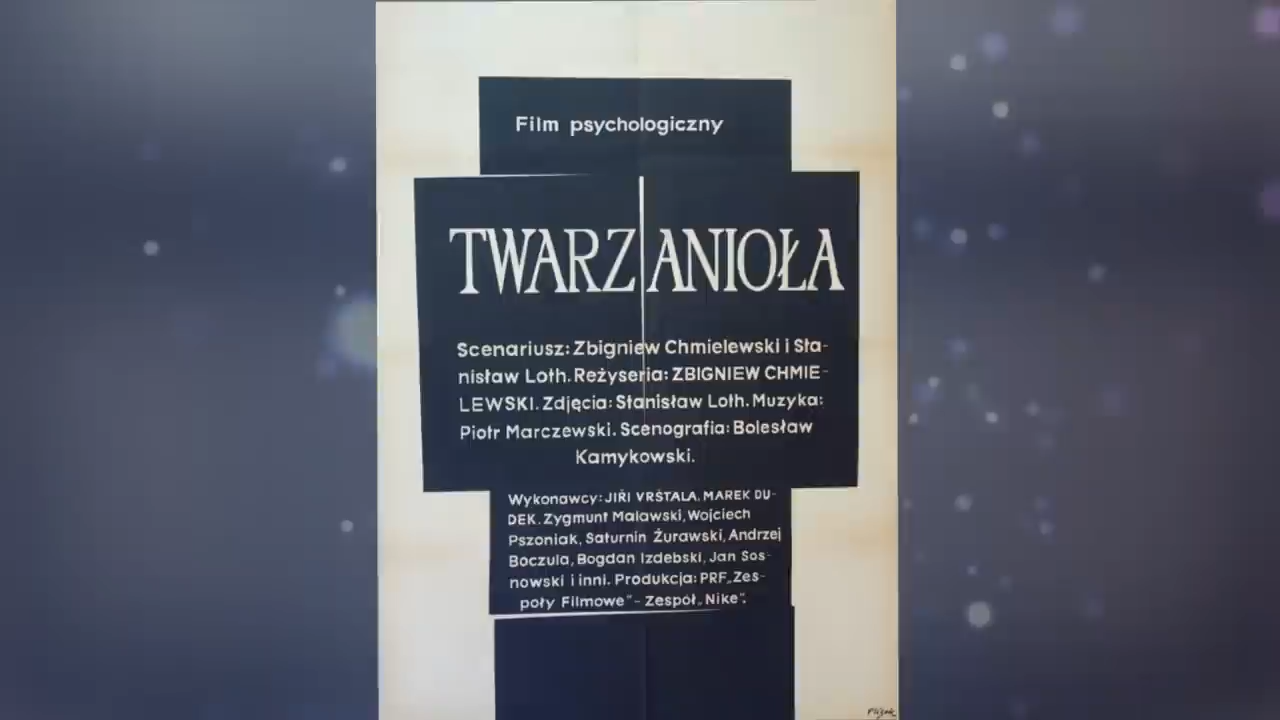 Film psychologiczny
TWARZ ANIOŁA
Scenariusz: Zbigniew Chmielewski i Sta-
nisław Loth. Reżyseria: ZBIGNIEW CHMIE-
LEWSKI. Zdjęcia: Stanisław Loth. Muzyka:
Piotr Marczewski. Scenografia: Bolesław
Kamykowski.
Wykonawcy: JIŘI VRŠTALA, MAREK DU-
DEK. Zygmunt Malawski, Wojciech
Pszoniak, Saturnin Żurawski, Andrzej
Boczula, Bogdan Izdebski, Jan Sos-
nowski i inni. Produkcja: PRF „Zes-
poły Filmowe” - Zespół „Nike”.